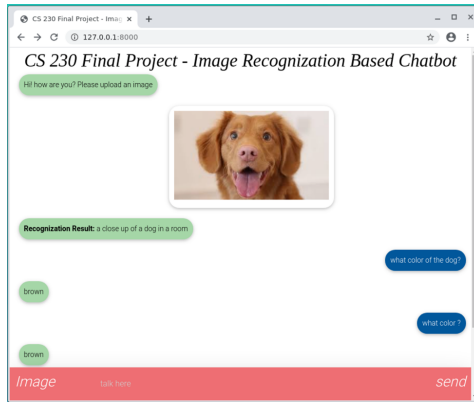 CS 230 Final Project - Imag
127.0.0.1:8000
CS 230 Final Project - Image Recognization Based Chatbot
Hi! how are you? Please upload an image
Recognization Result: a close up of a dog in a room
what color of the dog?
brown
what color ?
brown
Image talk here send